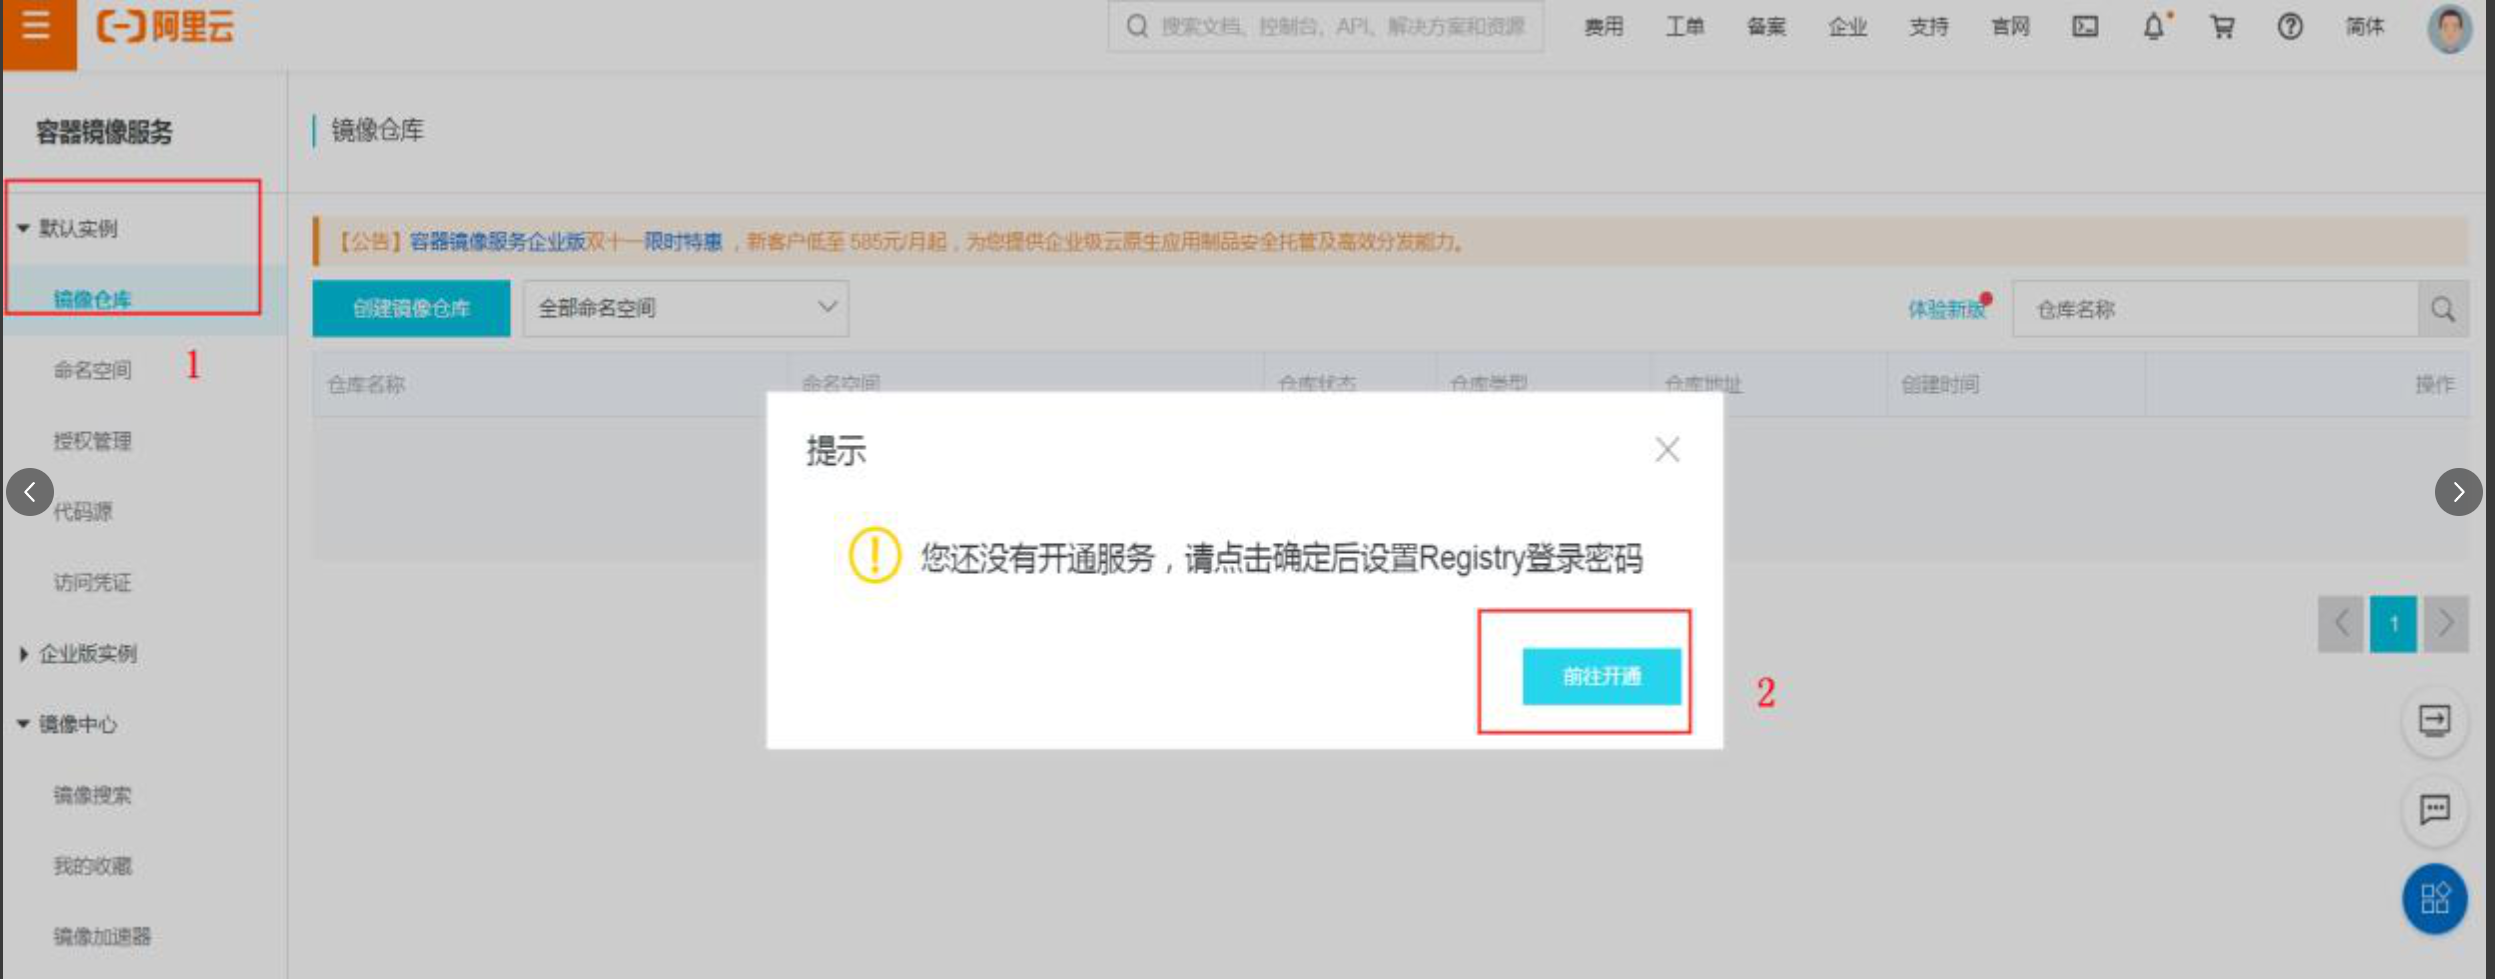 阿里云
搜索文档、控制台、API、解决方案和资源
费用 工单 备案 企业 支持 官网 简体
容器镜像服务
镜像仓库
默认实例
镜像仓库
命名空间
授权管理
代码源
访问凭证
企业版实例
镜像中心
镜像搜索
我的收藏
镜像加速器
1
【公告】容器镜像服务企业版双十一限时特惠 ，新客户低至 585元/月起，为您提供企业级云原生应用制品安全托管及高效分发能力。
创建镜像仓库 全部命名空间 体验新版 仓库名称
仓库名称 命名空间 仓库状态 仓库类型 仓库地址 创建时间 操作
提示
您还没有开通服务，请点击确定后设置Registry登录密码
前往开通
2
1